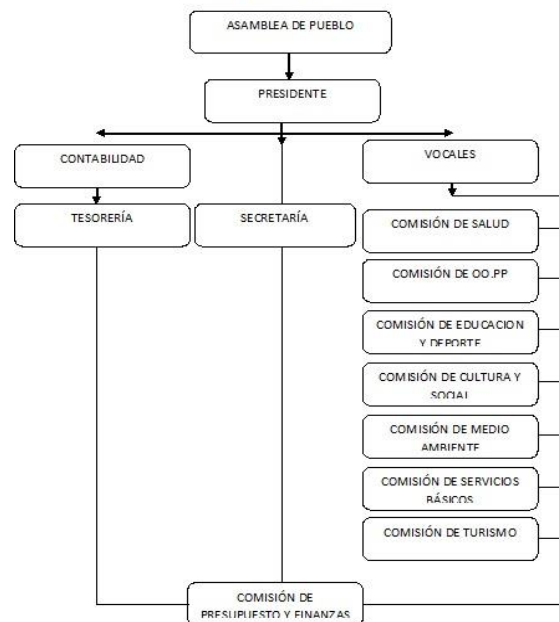 ASAMBLEA DE PUEBLO
PRESIDENTE
CONTABILIDAD
VOCALES
TESORERÍA
SECRETARÍA
COMISIÓN DE SALUD
COMISIÓN DE OO.PP
COMISIÓN DE EDUCACION
Y DEPORTE
COMISIÓN DE CULTURA Y
SOCIAL
COMISIÓN DE MEDIO
AMBIENTE
COMISIÓN DE SERVICIOS
BÁSICOS
COMISIÓN DE TURISMO
COMISIÓN DE
PRESUPUESTO Y FINANZAS